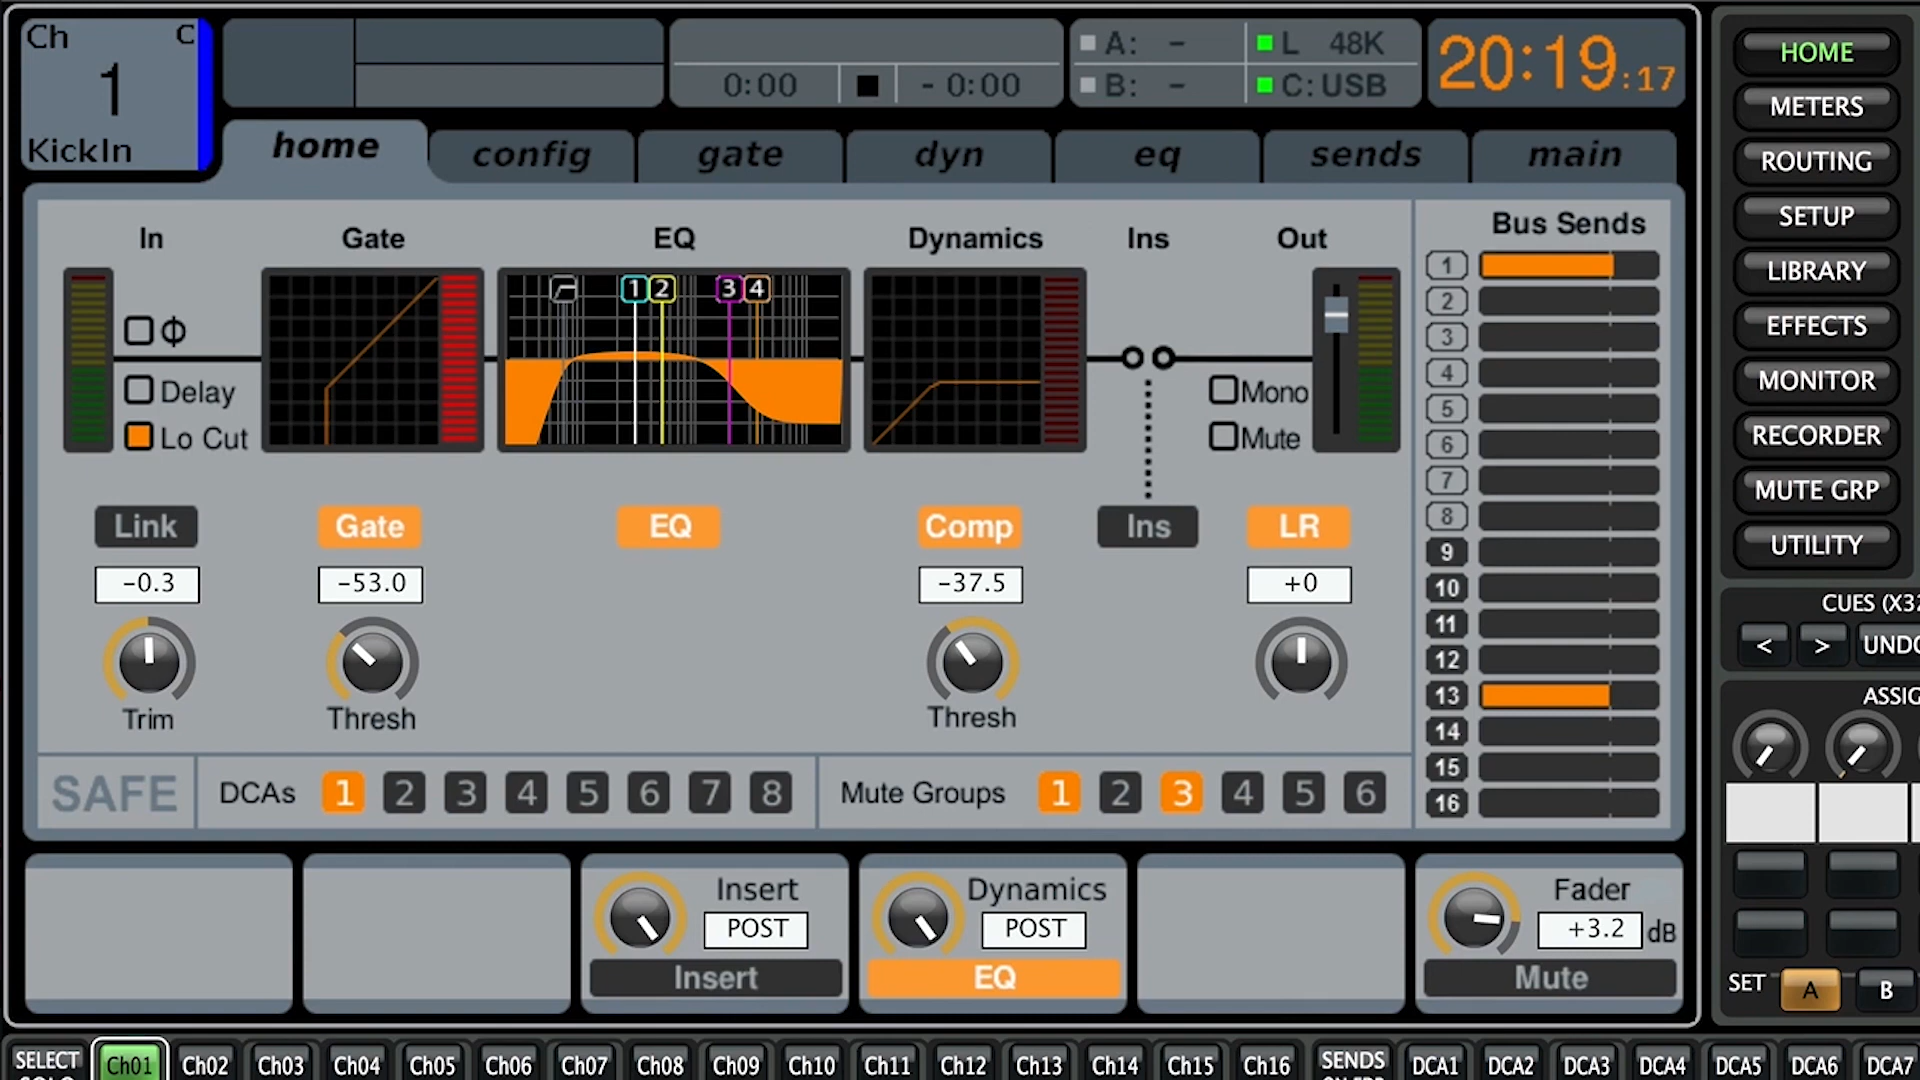 Ch C
1
KickIn
0:00 - 0:00
A: -
B: -
L 48K
C: USB
20:19:17
home config gate dyn eq sends main
In Gate EQ Dynamics Ins Out Bus Sends
1 2 3 4
Φ
Delay
Lo Cut
Mono
Mute
Link Gate EQ Comp Ins LR
-0.3 -53.0 -37.5 +0
Trim Thresh Thresh
1
2
3
4
5
6
7
8
9
10
11
12
13
14
15
16
SAFE DCAs 1 2 3 4 5 6 7 8 Mute Groups 1 2 3 4 5 6
Insert
POST
Insert
Dynamics
POST
EQ
Fader
+3.2 dB
Mute
HOME
METERS
ROUTING
SETUP
LIBRARY
EFFECTS
MONITOR
RECORDER
MUTE GRP
UTILITY
CUES (X32
< > UNDO
ASSIG
SET A B
SELECT Ch01 Ch02 Ch03 Ch04 Ch05 Ch06 Ch07 Ch08 Ch09 Ch10 Ch11 Ch12 Ch13 Ch14 Ch15 Ch16 SENDS DCA1 DCA2 DCA3 DCA4 DCA5 DCA6 DCA7